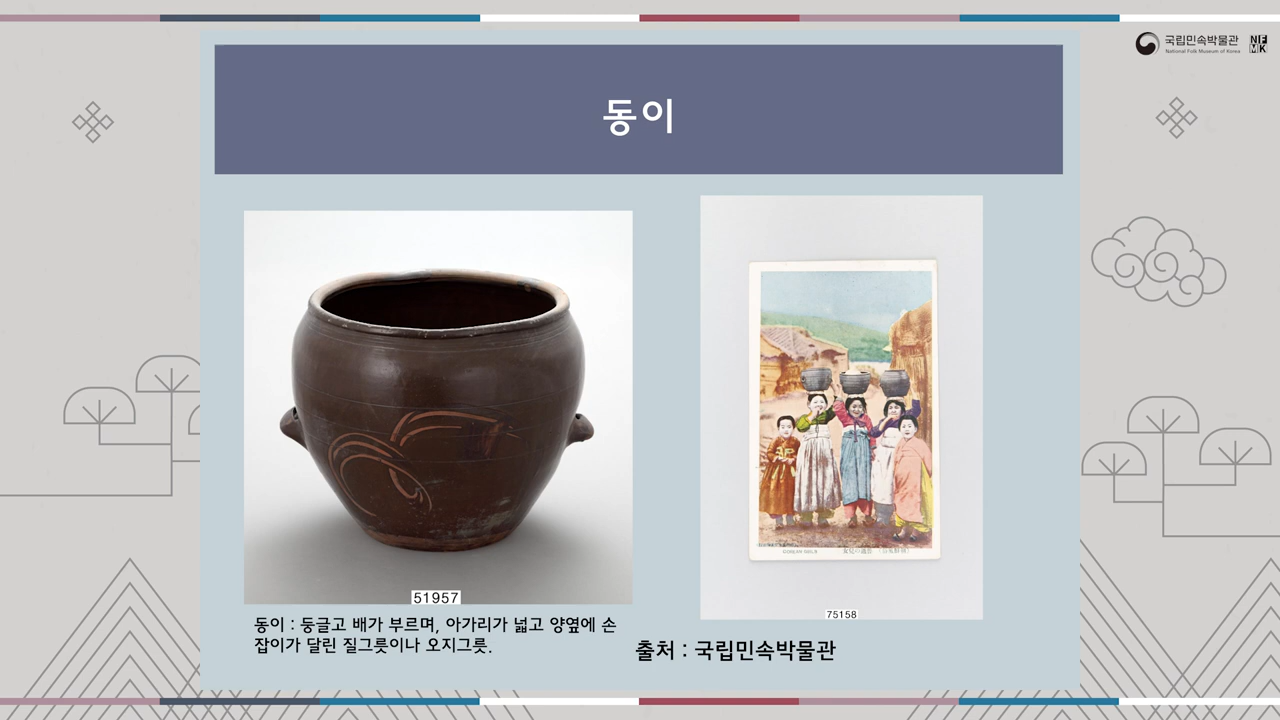 국립민속박물관
National Folk Museum of Korea
NF
MK
동이
51957
동이 : 둥글고 배가 부르며, 아가리가 넓고 양옆에 손
잡이가 달린 질그릇이나 오지그릇.
75158
출처 : 국립민속박물관